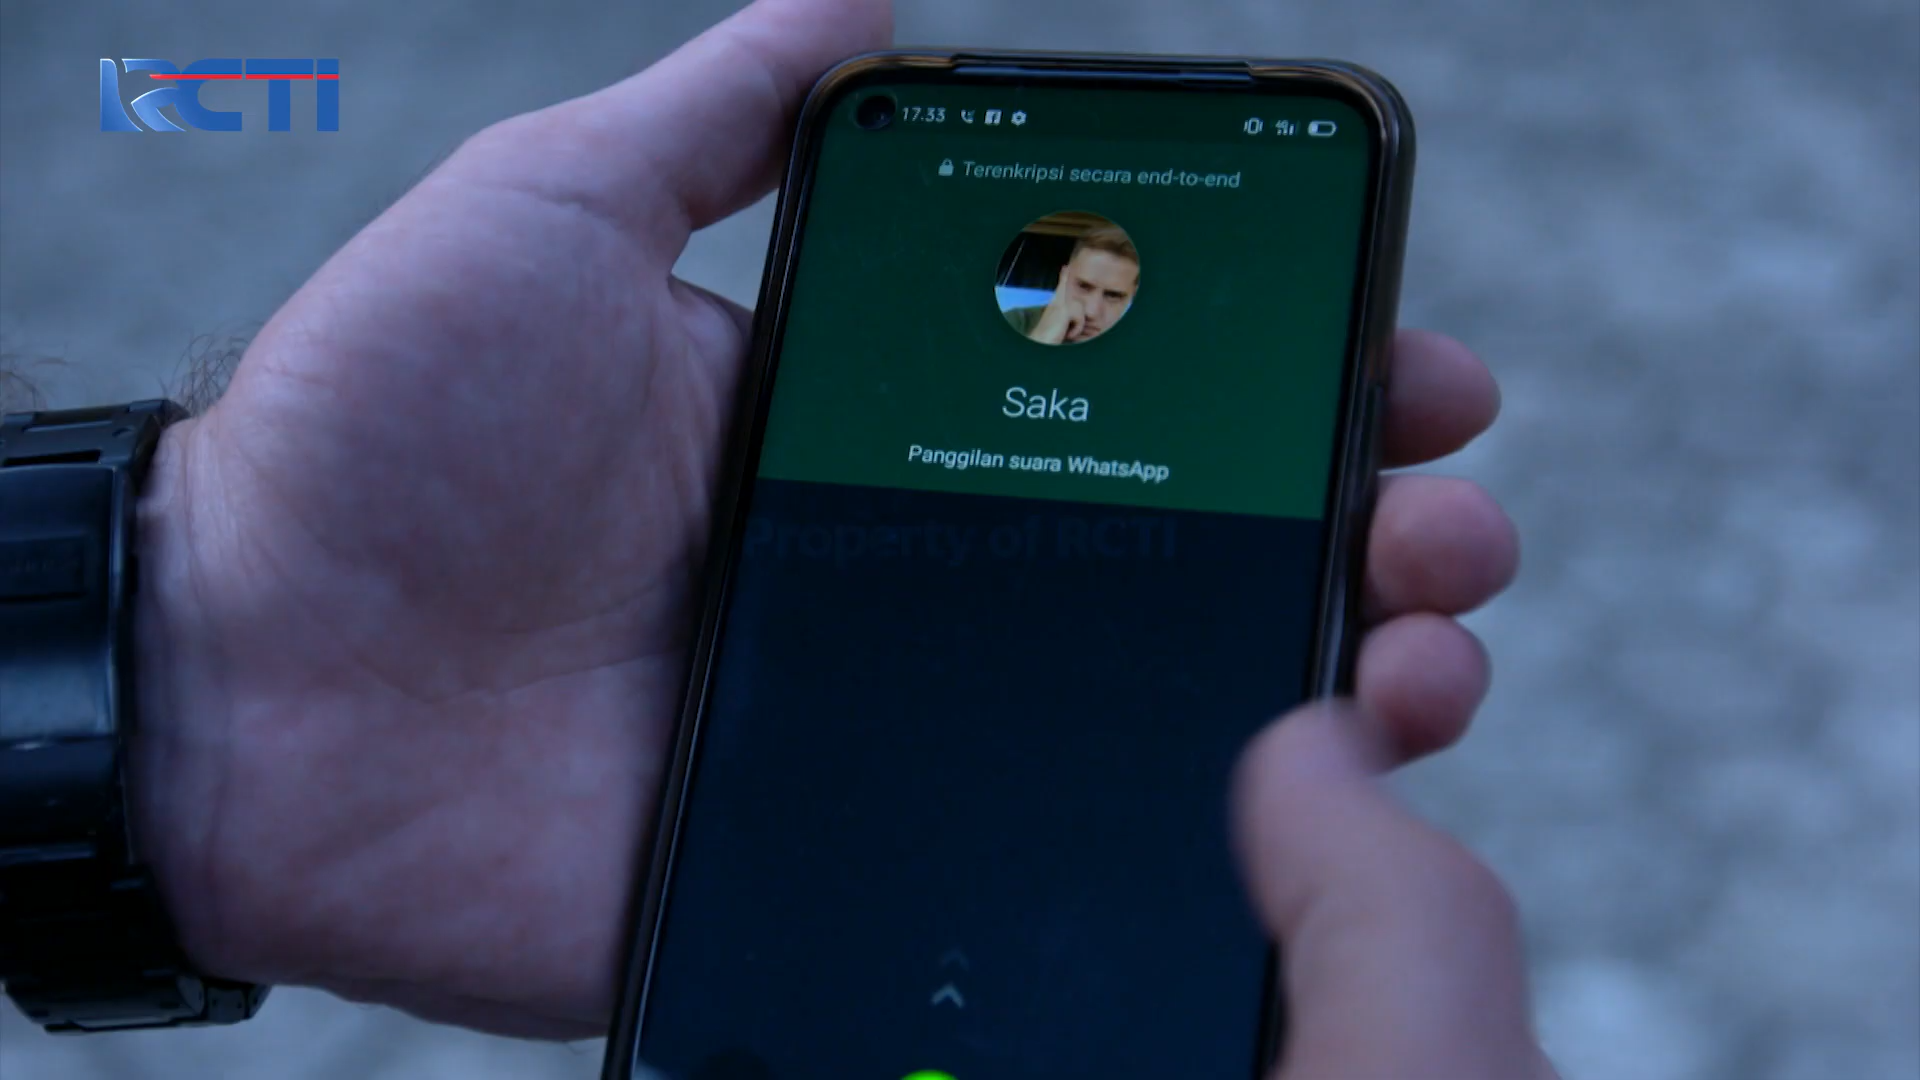 RCTI
17.33
Terenkripsi secara end-to-end
Saka
Panggilan suara WhatsApp
Property of RCTI